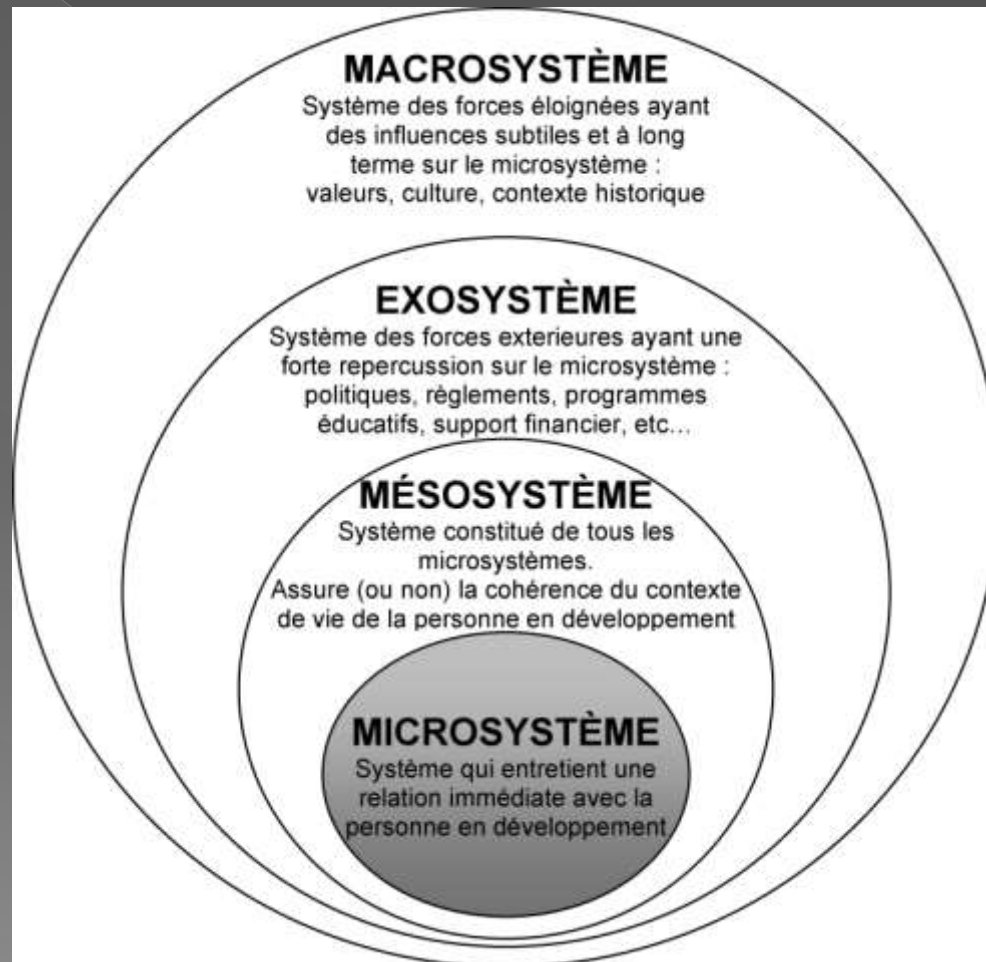 MACROSYSTÈME
Système des forces éloignées ayant
des influences subtiles et à long
terme sur le microsystème :
valeurs, culture, contexte historique
EXOSYSTÈME
Système des forces exterieures ayant une
forte repercussion sur le microsystème :
politiques, règlements, programmes
éducatifs, support financier, etc...
MÉSOSYSTÈME
Système constitué de tous les
microsystèmes.
Assure (ou non) la cohérence du contexte
de vie de la personne en développement
MICROSYSTÈME
Système qui entretient une
relation immédiate avec la
personne en développement